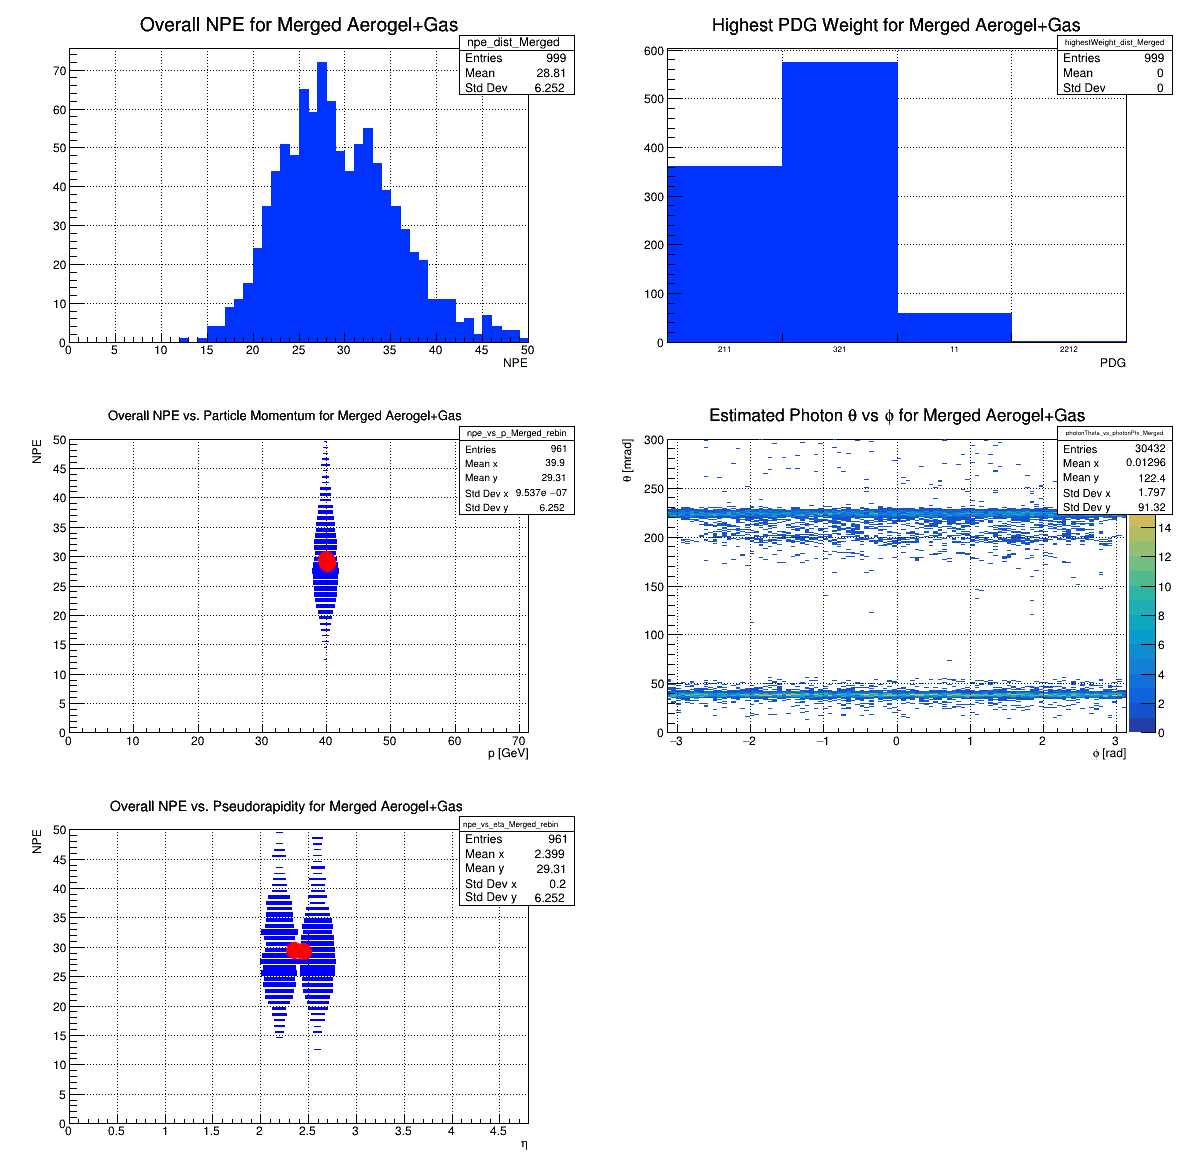 Overall NPE for Merged Aerogel+Gas
npe_dist_Merged
Entries 999
Mean 28.81
Std Dev 6.252
70
60
50
40
30
20
10
0
0 5 10 15 20 25 30 35 40 45 50
NPE
Highest PDG Weight for Merged Aerogel+Gas
highestWeight_dist_Merged
Entries 999
Mean 0
Std Dev 0
600
500
400
300
200
100
0
211 321 11 2212
PDG
Overall NPE vs. Particle Momentum for Merged Aerogel+Gas
npe_vs_p_Merged_rebin
Entries 961
Mean x 39.9
Mean y 29.31
Std Dev x 9.537e −07
Std Dev y 6.252
NPE
50
45
40
35
30
25
20
15
10
5
0
0 10 20 30 40 50 60 70
p [GeV]
Estimated Photon θ vs ϕ for Merged Aerogel+Gas
photonTheta_vs_photonPhi_Merged
Entries 30432
Mean x 0.01296
Mean y 122.4
Std Dev x 1.797
Std Dev y 91.32
θ [mrad]
300
250
200
150
100
50
0
−3 −2 −1 0 1 2 3
ϕ [rad]
14
12
10
8
6
4
2
0
Overall NPE vs. Pseudorapidity for Merged Aerogel+Gas
npe_vs_eta_Merged_rebin
Entries 961
Mean x 2.399
Mean y 29.31
Std Dev x 0.2
Std Dev y 6.252
NPE
50
45
40
35
30
25
20
15
10
5
0
0 0.5 1 1.5 2 2.5 3 3.5 4 4.5
η